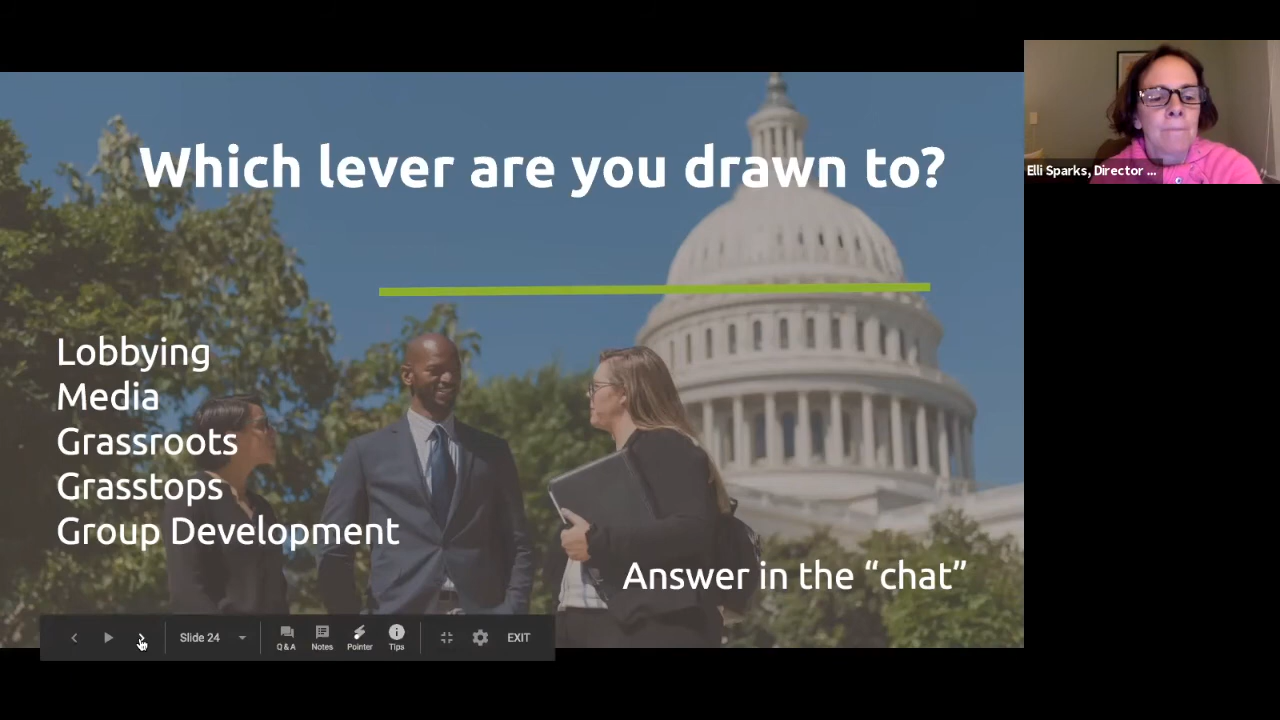 Which lever are you drawn to?
Elli Sparks, Director ...
Lobbying
Media
Grassroots
Grasstops
Group Development
Answer in the “chat”
Slide 24
Q&A
Notes
Pointer
Tips
EXIT